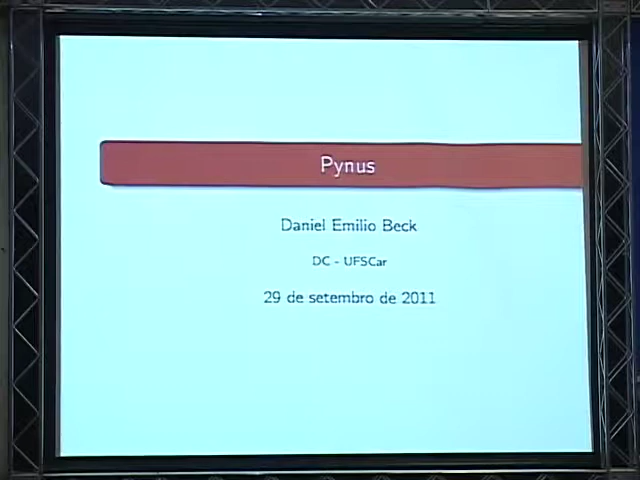 Pynus
Daniel Emilio Beck
DC - UFSCar
29 de setembro de 2011